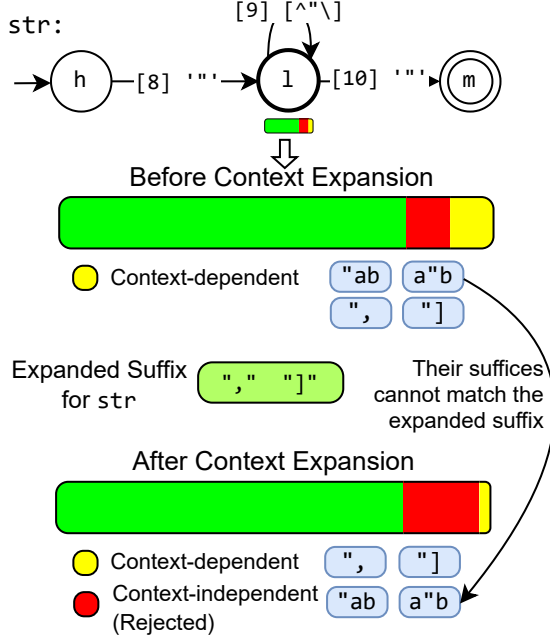 str:
[9] [^"\]
h
[8] '"'
l
[10] '"'
m
Before Context Expansion
Context-dependent
"ab a"b
", "]
Expanded Suffix
for str
"," "]"
Their suffices
cannot match the
expanded suffix
After Context Expansion
Context-dependent
", "]
Context-independent
(Rejected)
"ab a"b